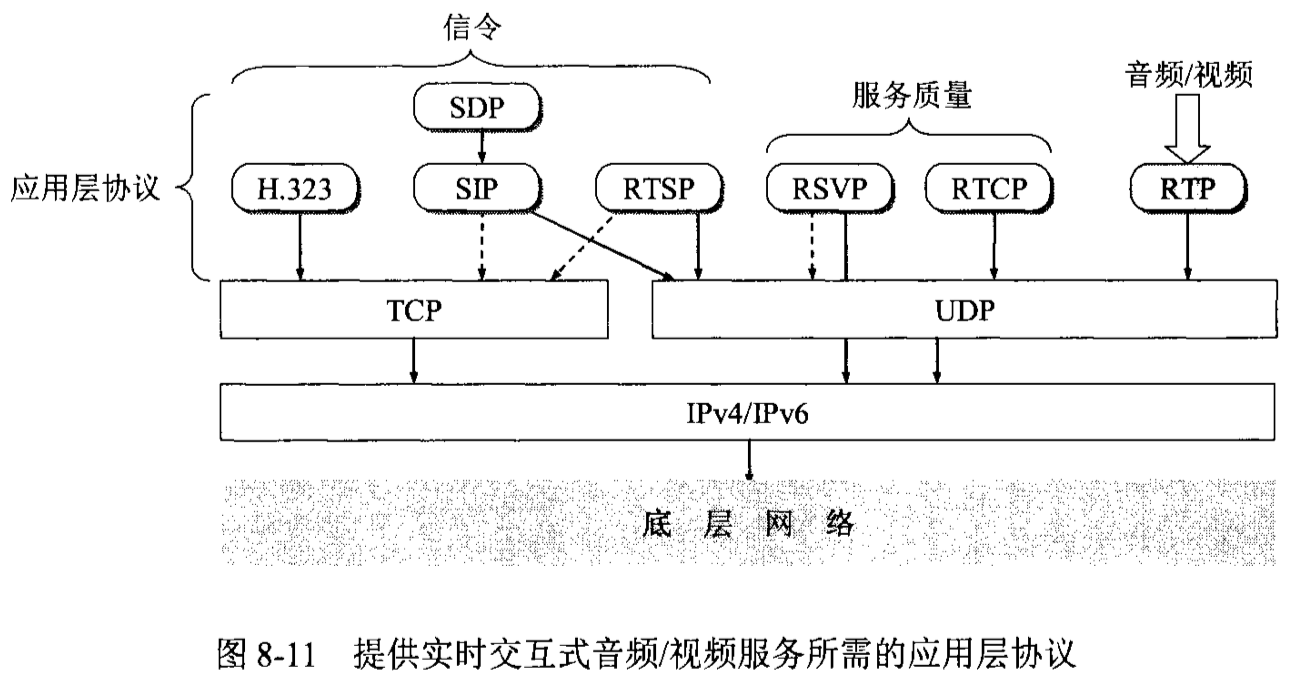 信令
音频/视频
服务质量
SDP
应用层协议
H.323
SIP
RTSP
RSVP
RTCP
RTP
TCP
UDP
IPv4/IPv6
底层网络
图 8-11 提供实时交互式音频/视频服务所需的应用层协议